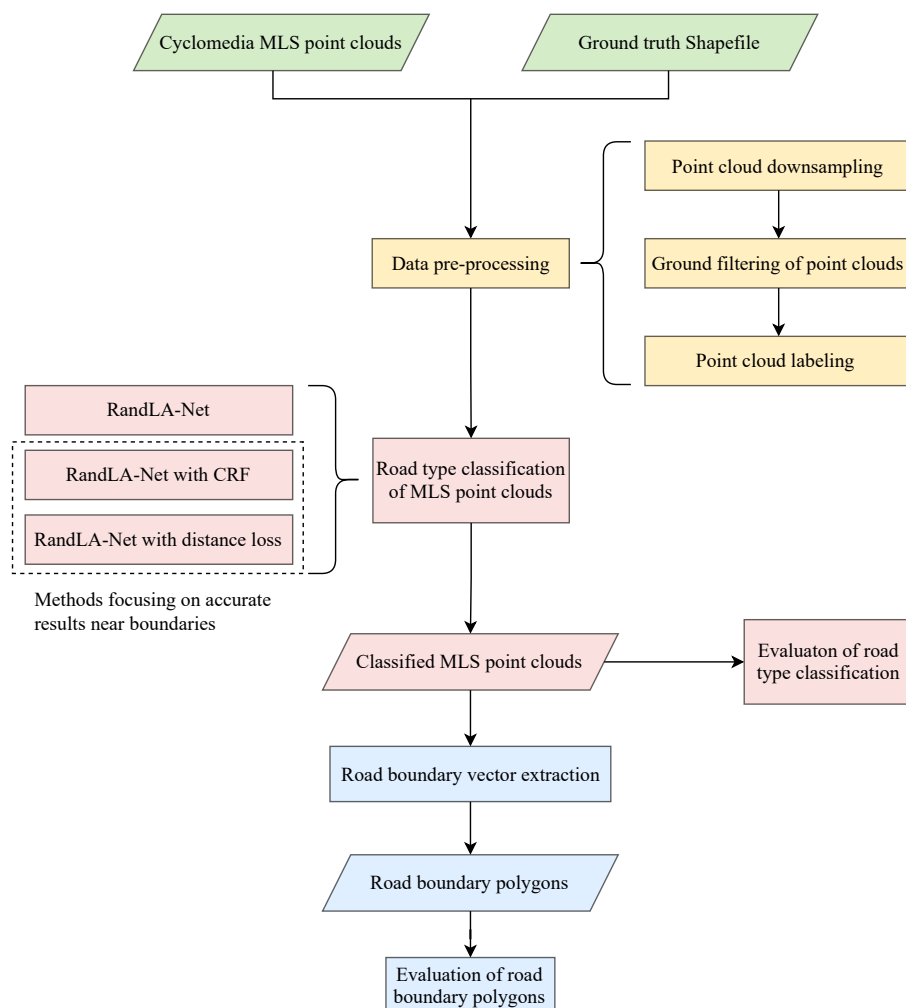 Cyclomedia MLS point clouds
Ground truth Shapefile
Point cloud downsampling
Data pre-processing
Ground filtering of point clouds
Point cloud labeling
RandLA-Net
RandLA-Net with CRF
RandLA-Net with distance loss
Methods focusing on accurate
results near boundaries
Road type classification
of MLS point clouds
Classified MLS point clouds
Evaluaton of road
type classification
Road boundary vector extraction
Road boundary polygons
Evaluation of road
boundary polygons